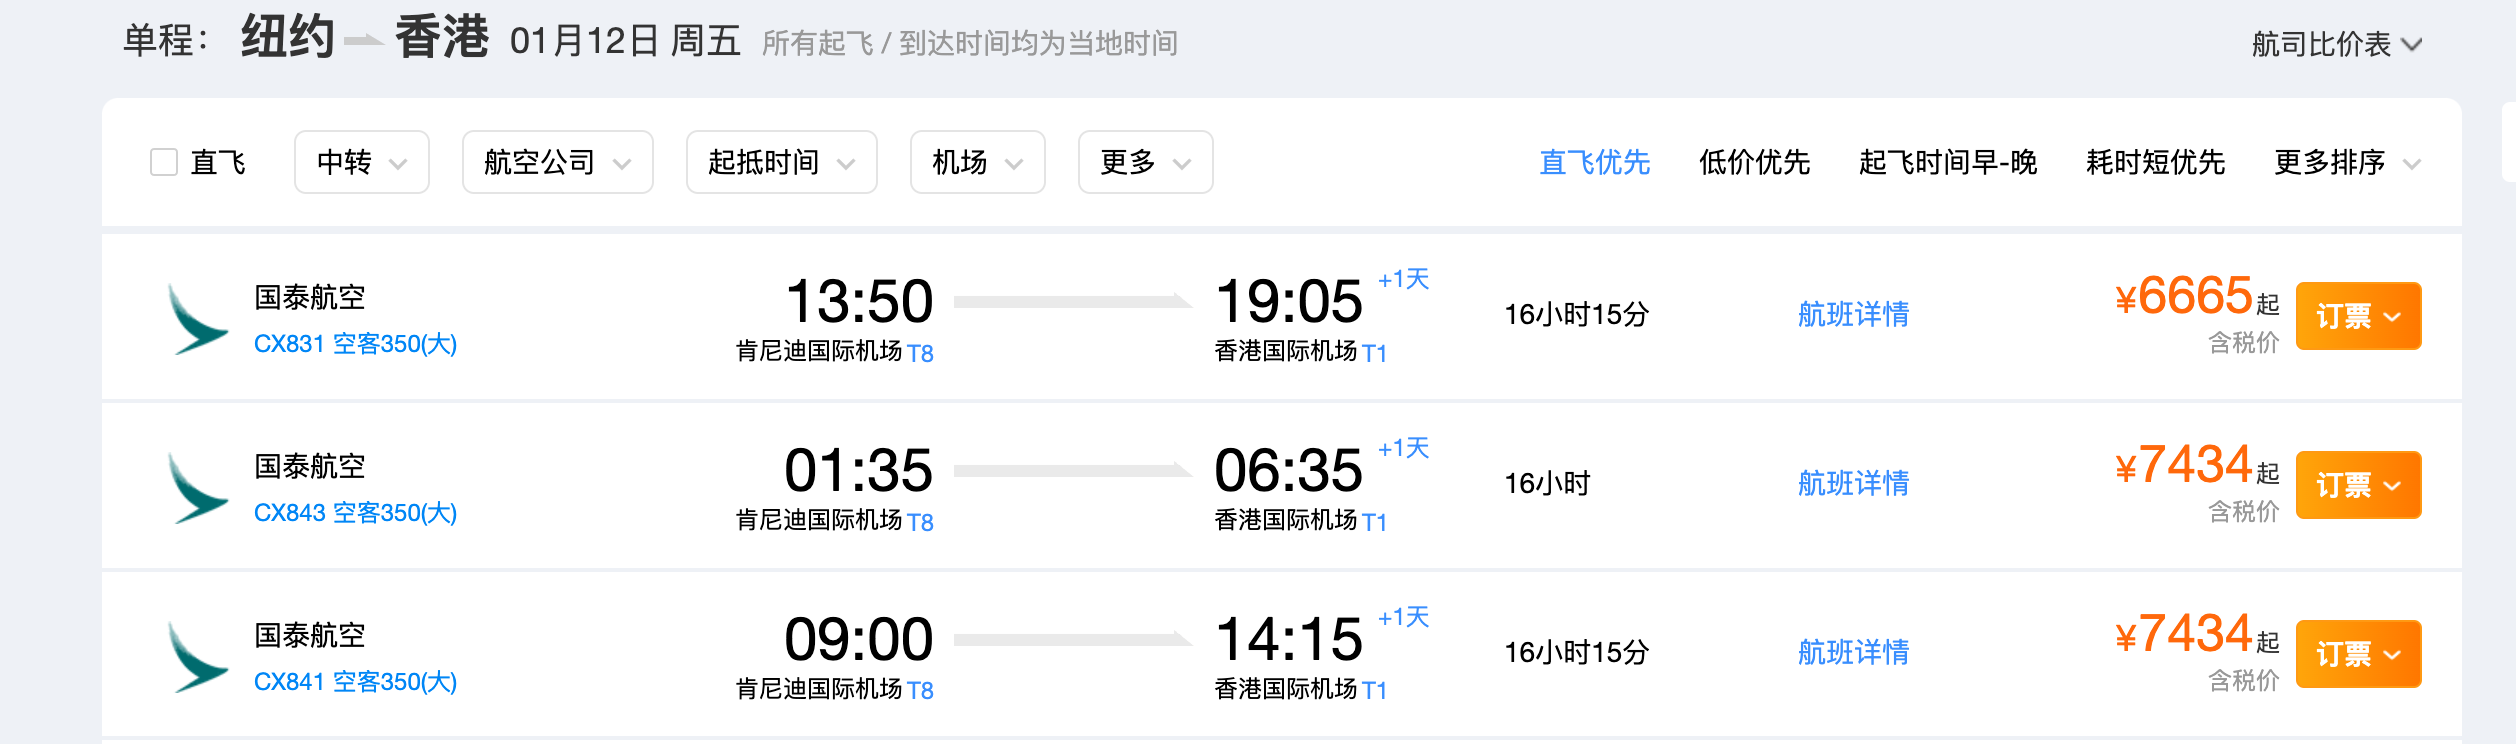 单程： 纽约 香港 01月12日 周五 所有起飞 / 到达时间均为当地时间 航司比价表
直飞 中转 航空公司 起抵时间 机场 更多 直飞优先 低价优先 起飞时间早-晚 耗时短优先 更多排序
国泰航空 13:50 19:05 +1天 16小时15分 航班详情 ¥6665起 订票
CX831 空客350(大) 肯尼迪国际机场 T8 香港国际机场 T1 含税价
国泰航空 01:35 06:35 +1天 16小时 航班详情 ¥7434起 订票
CX843 空客350(大) 肯尼迪国际机场 T8 香港国际机场 T1 含税价
国泰航空 09:00 14:15 +1天 16小时15分 航班详情 ¥7434起 订票
CX841 空客350(大) 肯尼迪国际机场 T8 香港国际机场 T1 含税价